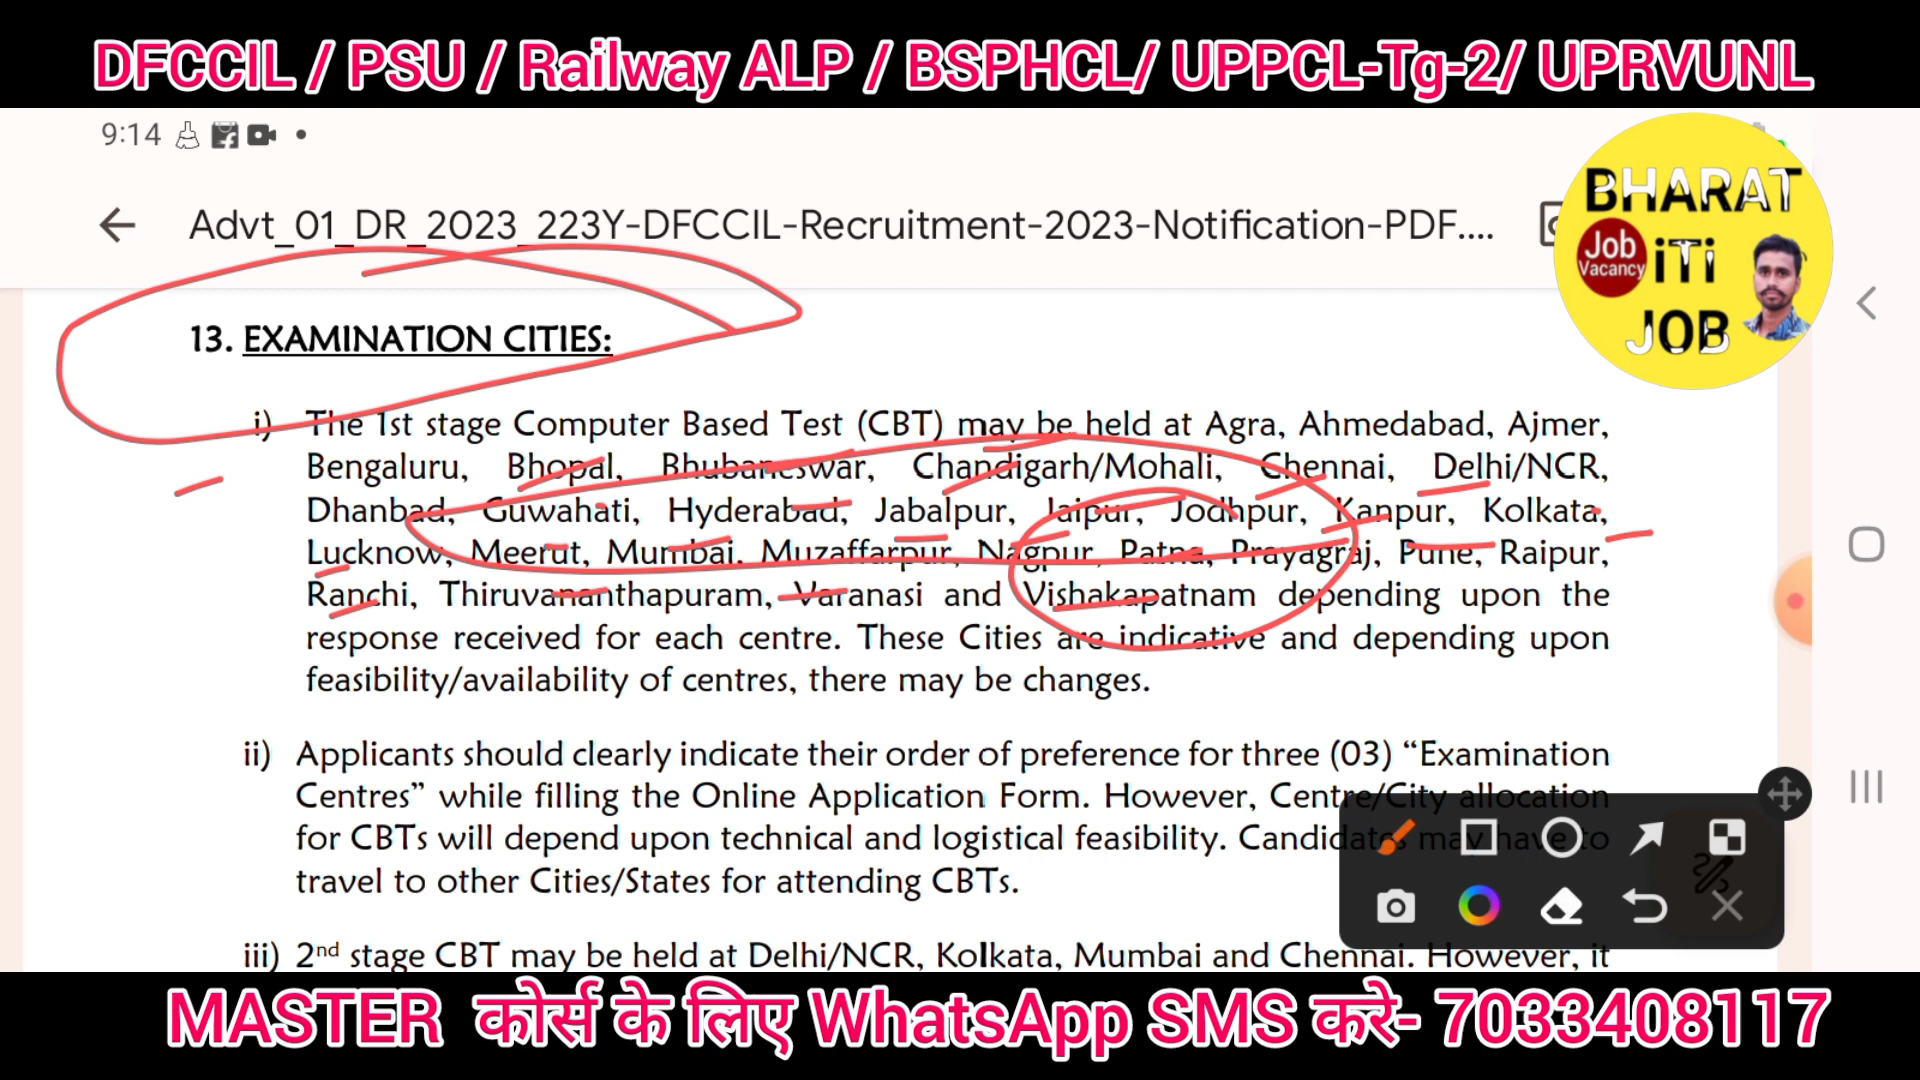 DFCCIL / PSU / Railway ALP / BSPHCL/ UPPCL-Tg-2/ UPRVUNL
9:14
Advt_01_DR_2023_223Y-DFCCIL-Recruitment-2023-Notification-PDF....
BHARAT
Job
Vacancy
iTi
JOB
13. EXAMINATION CITIES:
i) The 1st stage Computer Based Test (CBT) may be held at Agra, Ahmedabad, Ajmer,
Bengaluru, Bhopal, Bhubaneswar, Chandigarh/Mohali, Chennai, Delhi/NCR,
Dhanbad, Guwahati, Hyderabad, Jabalpur, Jaipur, Jodhpur, Kanpur, Kolkata,
Lucknow, Meerut, Mumbai, Muzaffarpur, Nagpur, Patna, Prayagraj, Pune, Raipur,
Ranchi, Thiruvananthapuram, Varanasi and Vishakapatnam depending upon the
response received for each centre. These Cities are indicative and depending upon
feasibility/availability of centres, there may be changes.
ii) Applicants should clearly indicate their order of preference for three (03) “Examination
Centres” while filling the Online Application Form. However, Centre/City allocation
for CBTs will depend upon technical and logistical feasibility. Candidates may have to
travel to other Cities/States for attending CBTs.
iii) 2nd stage CBT may be held at Delhi/NCR, Kolkata, Mumbai and Chennai. However, it
MASTER कोर्स के लिए WhatsApp SMS करे- 7033408117